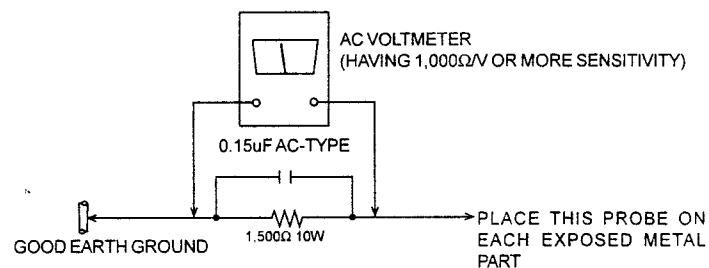 AC VOLTMETER
(HAVING 1,000Ω/V OR MORE SENSITIVITY)
0.15uF AC-TYPE
1,500Ω 10W
GOOD EARTH GROUND
PLACE THIS PROBE ON
EACH EXPOSED METAL
PART